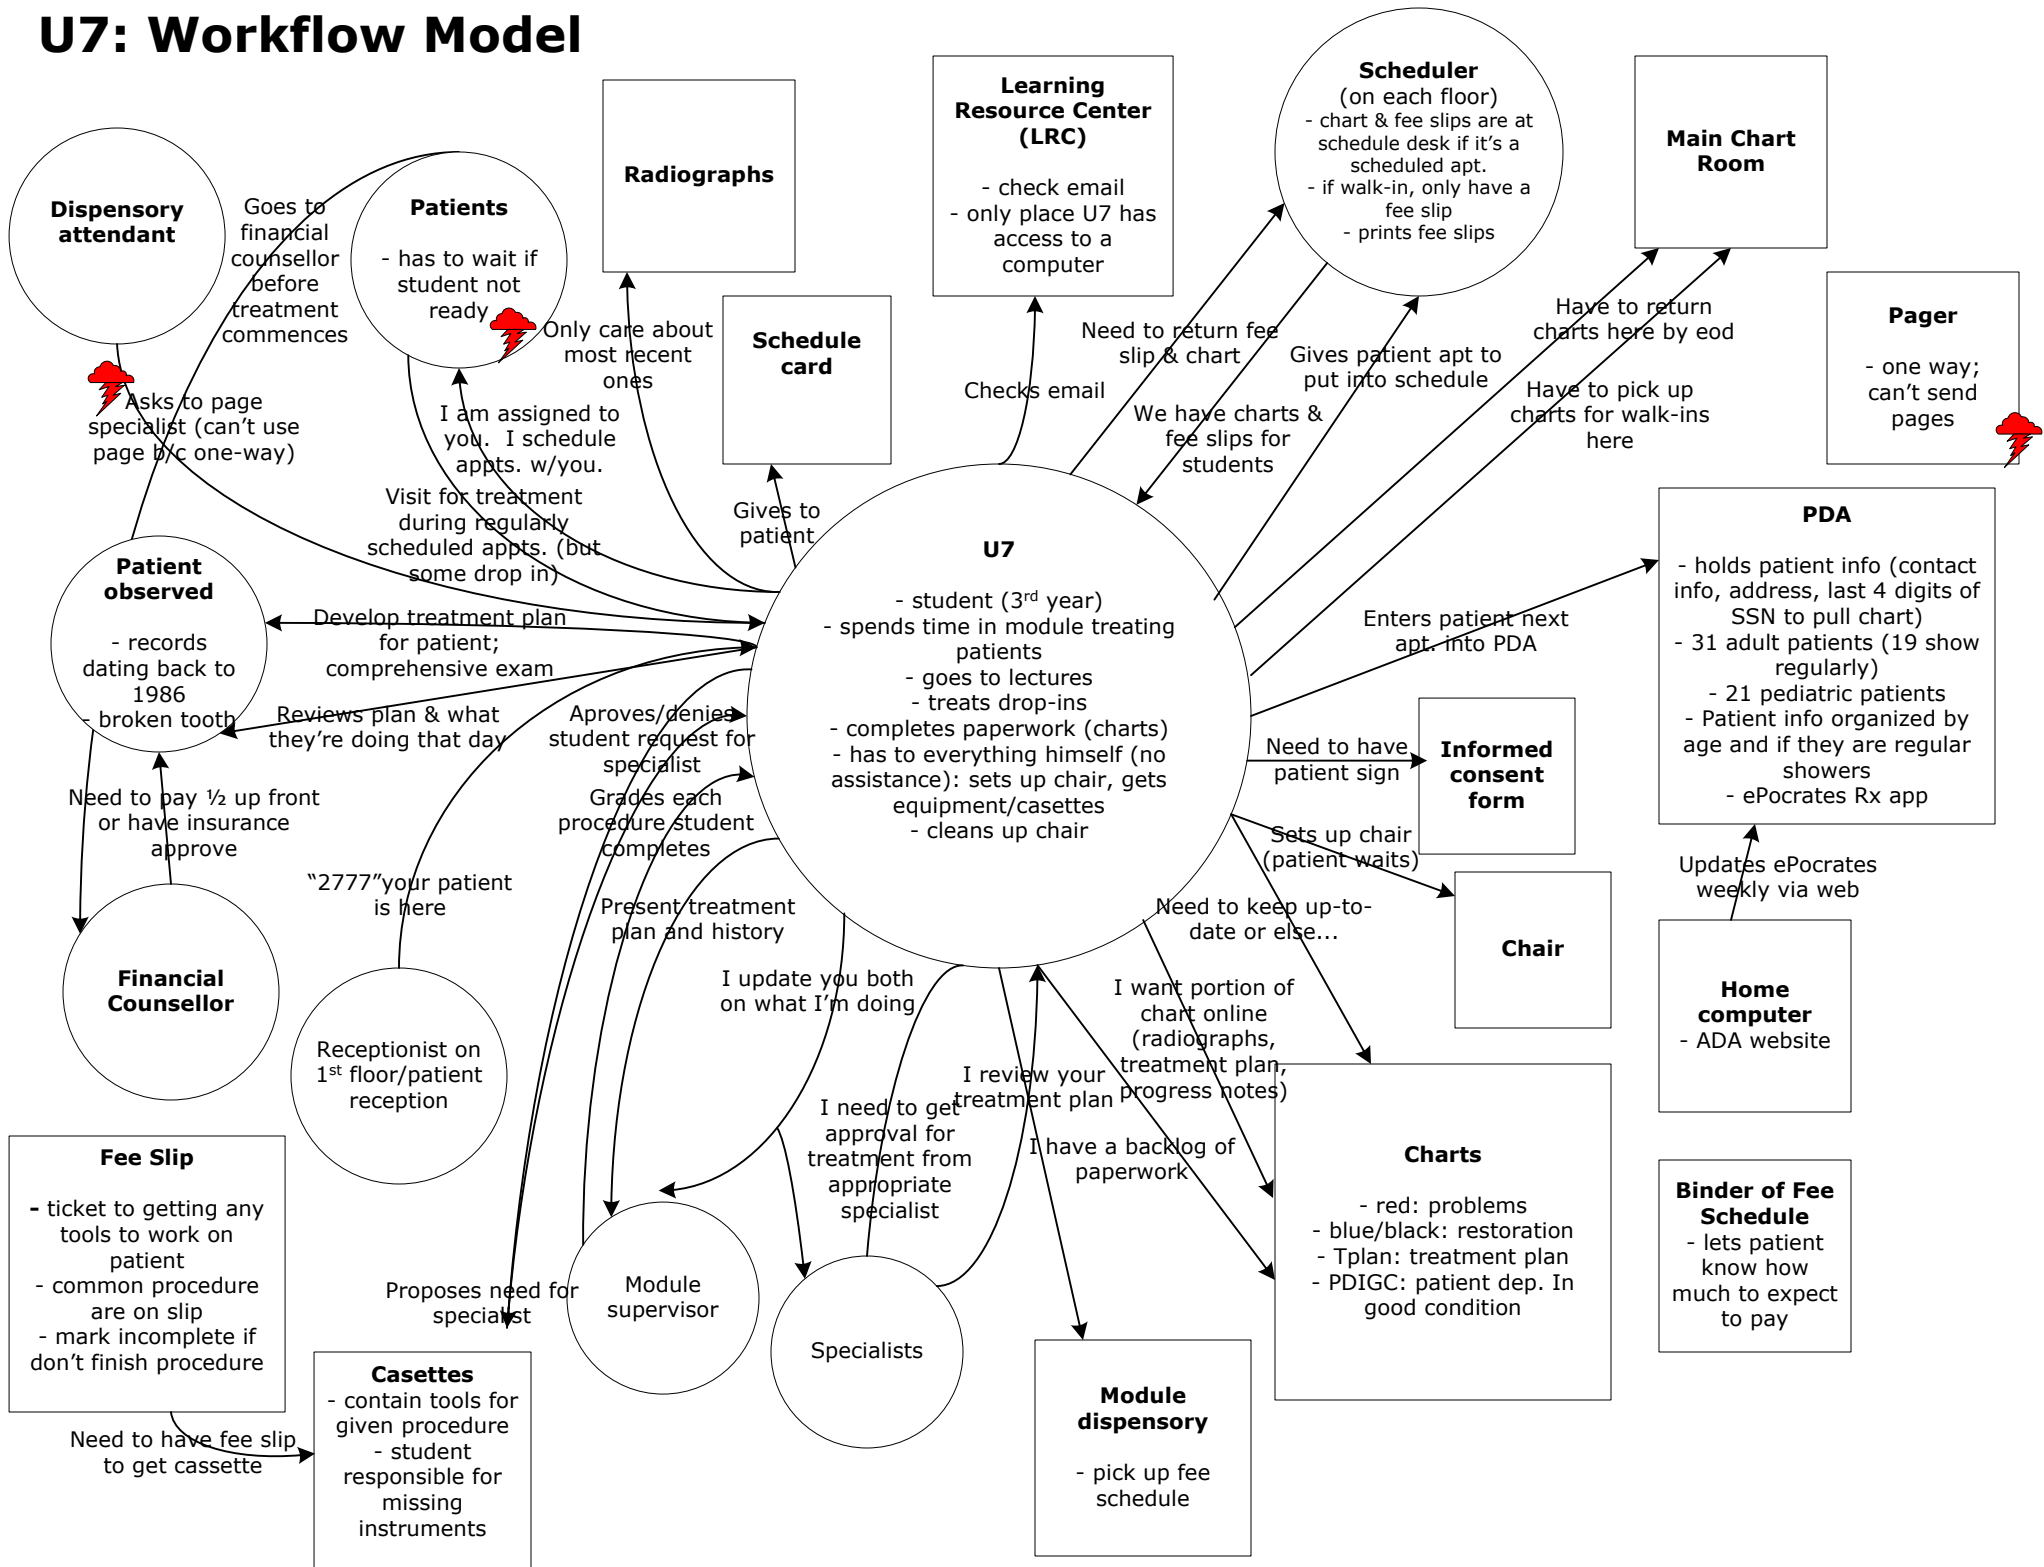 U7: Workflow Model
Dispensory
attendant
Goes to
financial
counsellor
before
treatment
commences
Patients
- has to wait if
student not
ready
Radiographs
Schedule
card
Learning
Resource Center
(LRC)
- check email
- only place U7 has
access to a
computer
Scheduler
(on each floor)
- chart & fee slips are at
schedule desk if it's a
scheduled apt.
- if walk-in, only have a
fee slip
- prints fee slips
Main Chart
Room
Pager
- one way;
can't send
pages
Asks to page
specialist (can't use
page b/c one-way)
I am assigned to
you. I schedule
appts. w/you.
Only care about
most recent
ones
Visit for treatment
during regularly
scheduled appts. (but
some drop in)
Gives to
patient
Checks email
Need to return fee
slip & chart
We have charts &
fee slips for
students
Gives patient apt to
put into schedule
Have to return
charts here by eod
Have to pick up
charts for walk-ins
here
Patient
observed
- records
dating back to
1986
- broken tooth
Develop treatment plan
for patient;
comprehensive exam
Reviews plan & what
they're doing that day
U7
- student (3rd year)
- spends time in module treating
patients
- goes to lectures
- treats drop-ins
- completes paperwork (charts)
- has to everything himself (no
assistance): sets up chair, gets
equipment/casettes
- cleans up chair
Enters patient next
apt. into PDA
PDA
- holds patient info (contact
info, address, last 4 digits of
SSN to pull chart)
- 31 adult patients (19 show
regularly)
- 21 pediatric patients
- Patient info organized by
age and if they are regular
showers
- ePocrates Rx app
Need to have
patient sign
Informed
consent
form
Sets up chair
(patient waits)
Chair
Updates ePocrates
weekly via web
Home
computer
- ADA website
Need to pay ½ up front
or have insurance
approve
Financial
Counsellor
"2777"your patient
is here
Receptionist on
1st floor/patient
reception
Aproves/denies
student request for
specialist
Grades each
procedure student
completes
Present treatment
plan and history
I update you both
on what I'm doing
Need to keep up-to-
date or else...
I want portion of
chart online
(radiographs,
treatment plan,
progress notes)
I review your
treatment plan
I need to get
approval for
treatment from
appropriate
specialist
I have a backlog of
paperwork
Proposes need for
specialist
Module
supervisor
Specialists
Module
dispensory
- pick up fee
schedule
Charts
- red: problems
- blue/black: restoration
- Tplan: treatment plan
- PDIGC: patient dep. In
good condition
Binder of Fee
Schedule
- lets patient
know how
much to expect
to pay
Fee Slip
- ticket to getting any
tools to work on
patient
- common procedure
are on slip
- mark incomplete if
don't finish procedure
Need to have fee slip
to get cassette
Casettes
- contain tools for
given procedure
- student
responsible for
missing
instruments